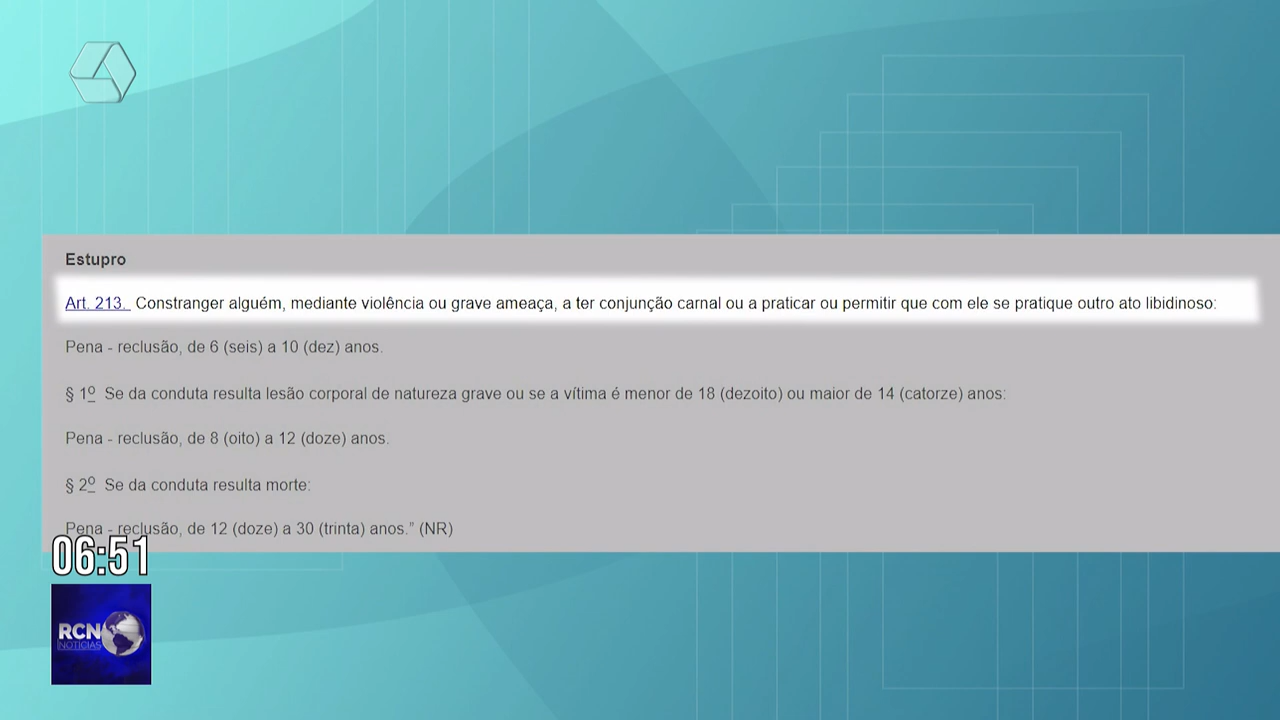 Estupro
Art. 213.  Constranger alguém, mediante violência ou grave ameaça, a ter conjunção carnal ou a praticar ou permitir que com ele se pratique outro ato libidinoso:
Pena - reclusão, de 6 (seis) a 10 (dez) anos.
§ 1º  Se da conduta resulta lesão corporal de natureza grave ou se a vítima é menor de 18 (dezoito) ou maior de 14 (catorze) anos:
Pena - reclusão, de 8 (oito) a 12 (doze) anos.
§ 2º  Se da conduta resulta morte:
Pena - reclusão, de 12 (doze) a 30 (trinta) anos.” (NR)
06:51
RCN
NOTÍCIAS